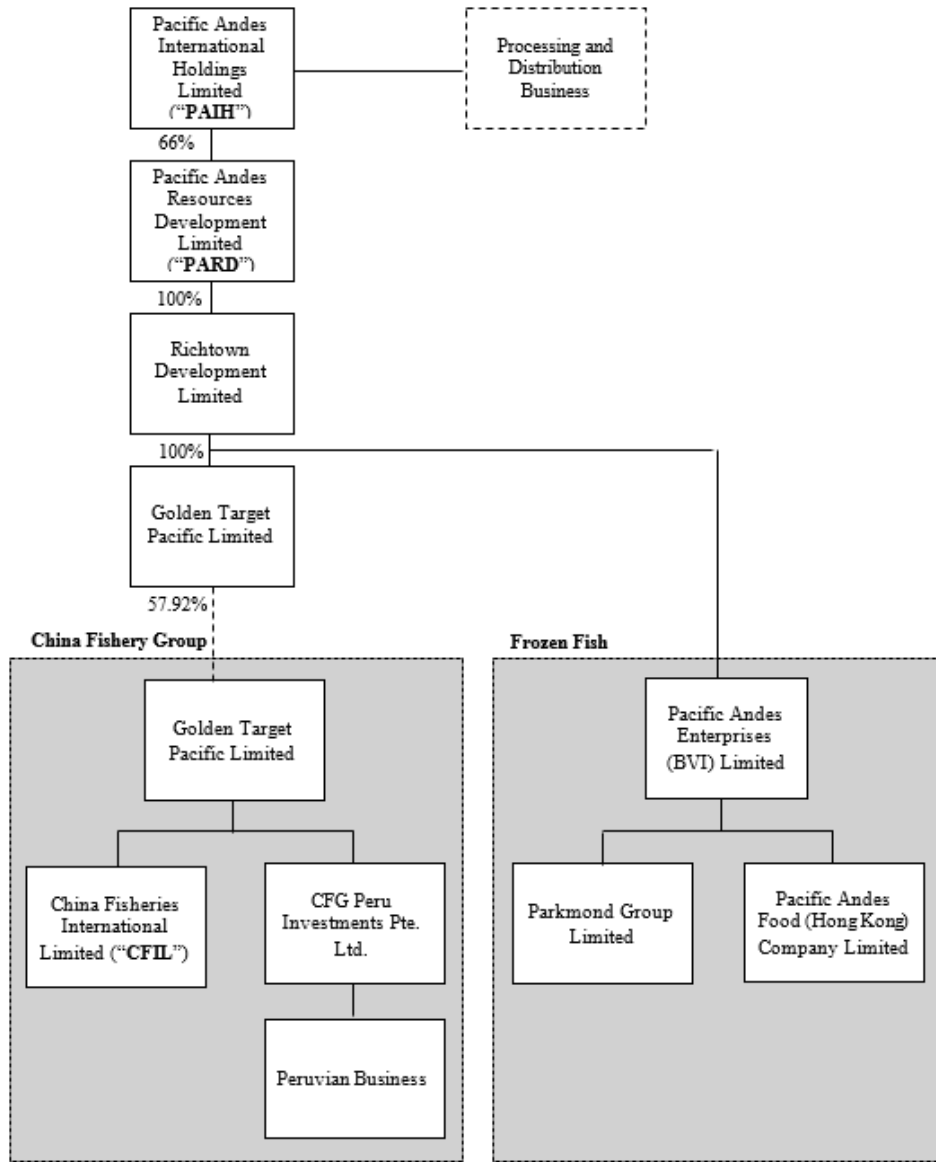 Pacific Andes
International
Holdings
Limited
(“PAIH”)
Processing and
Distribution
Business
66%
Pacific Andes
Resources
Development
Limited
(“PARD”)
100%
Richtown
Development
Limited
100%
Golden Target
Pacific Limited
57.92%
China Fishery Group
Golden Target
Pacific Limited
China Fisheries
International
Limited (“CFIL”)
CFG Peru
Investments Pte.
Ltd.
Peruvian Business
Frozen Fish
Pacific Andes
Enterprises
(BVI) Limited
Parkmond Group
Limited
Pacific Andes
Food (Hong Kong)
Company Limited